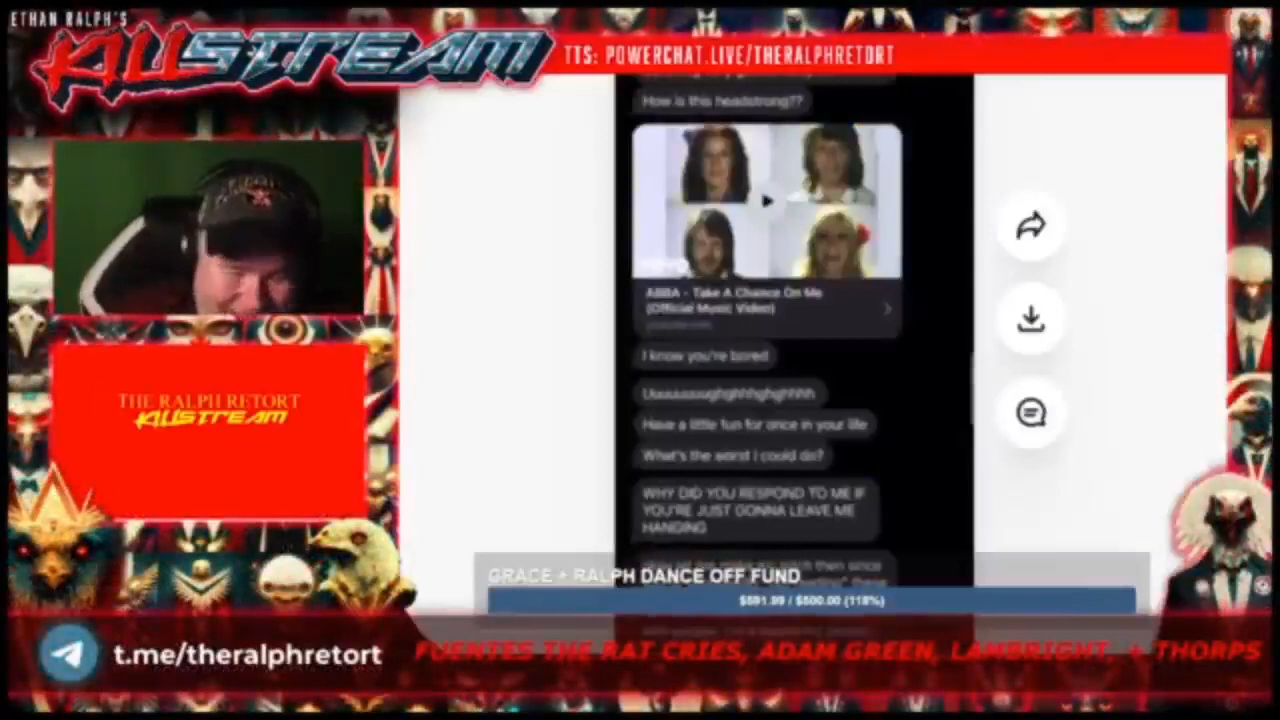 ETHAN RALPH'S
KILLSTREAM
TTS: POWERCHAT.LIVE/THERALPHRETORT
How is this headstrong??
ABBA - Take A Chance On Me
(Official Music Video)
I know you're bored
Have a little fun for once in your life
What's the worst I could do?
WHY DID YOU RESPOND TO ME IF
YOU'RE JUST GONNA LEAVE ME
HANGING
then since
THE RALPH RETORT
KILLSTREAM
GRACE + RALPH DANCE OFF FUND
$591.99 / $500.00 (118%)
t.me/theralphretort
FUENTES THE RAT CRIES, ADAM GREEN, LAMBRIGHT, + THORPS